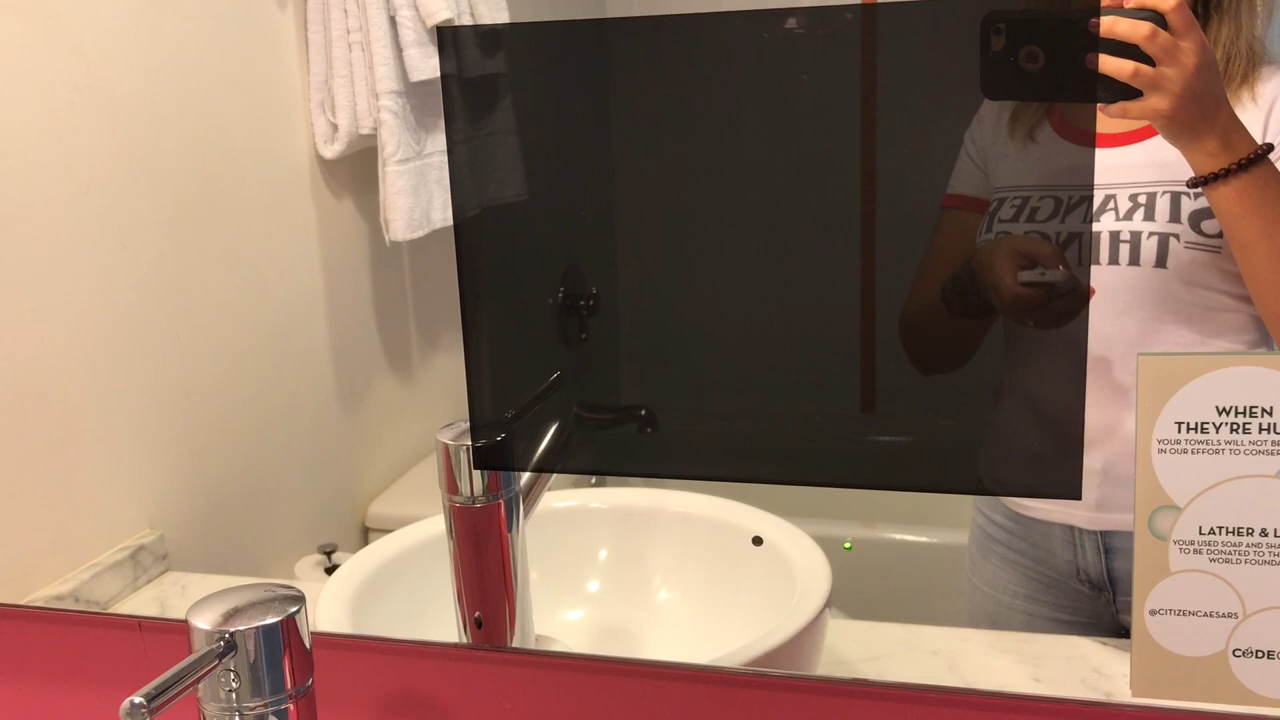 STRANGER
THINGS
WHEN
THEY'RE HU
YOUR TOWELS WILL NOT BE
IN OUR EFFORT TO CONSER
LATHER & L
YOUR USED SOAP AND SHA
TO BE DONATED TO TH
WORLD FOUNDA
@CITIZENCAESARS
CODE